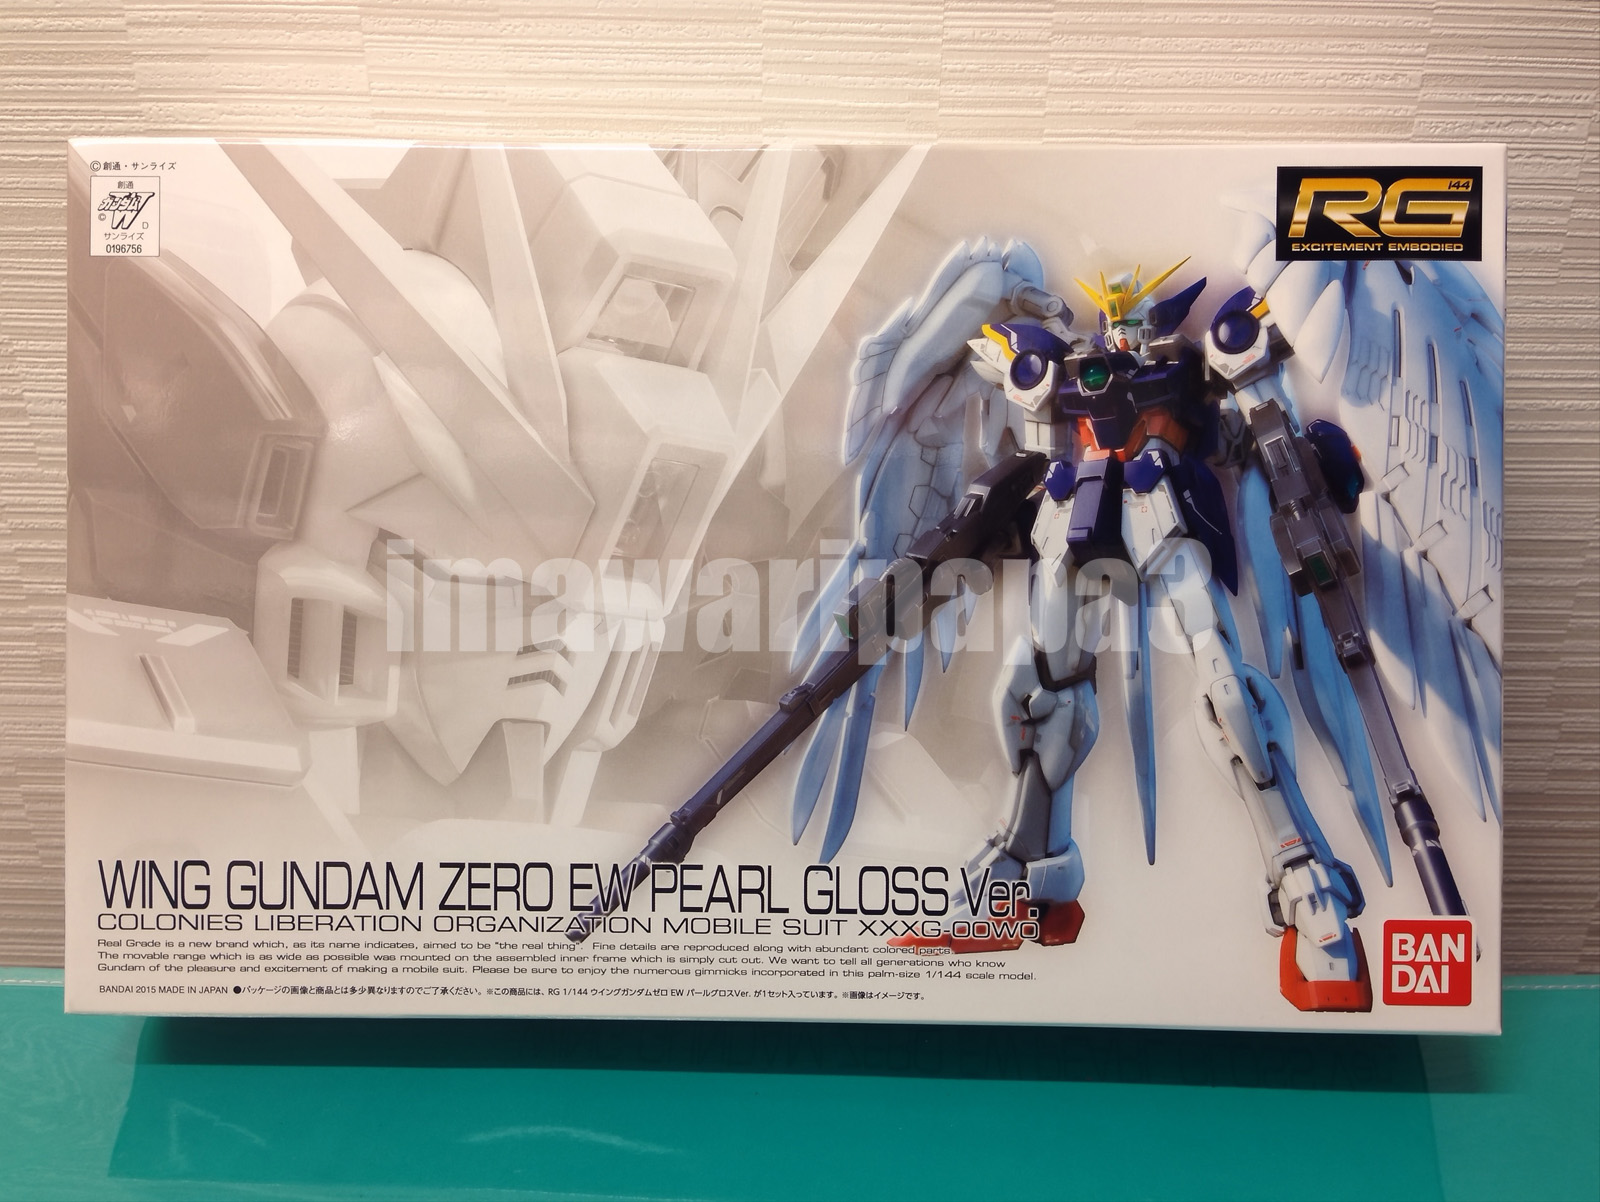 ©創通・サンライズ
創通
ガンダムW
©
D
サンライズ
0196756
RG 144
EXCITEMENT EMBODIED
imawaripapa3
WING GUNDAM ZERO EW PEARL GLOSS Ver.
COLONIES LIBERATION ORGANIZATION MOBILE SUIT XXXG-00W0
Real Grade is a new brand which, as its name indicates, aimed to be "the real thing". Fine details are reproduced along with abundant colored parts.
The movable range which is as wide as possible was mounted on the assembled inner frame which is simply cut out. We want to tell all generations who know
Gundam of the pleasure and excitement of making a mobile suit. Please be sure to enjoy the numerous gimmicks incorporated in this palm-size 1/144 scale model.
BANDAI 2015 MADE IN JAPAN ●パッケージの画像と商品とは多少異なりますのでご了承ください。※この商品には、RG 1/144 ウイングガンダムゼロ EW パールグロスVer. が1セット入っています。※画像はイメージです。
BAN
DAI